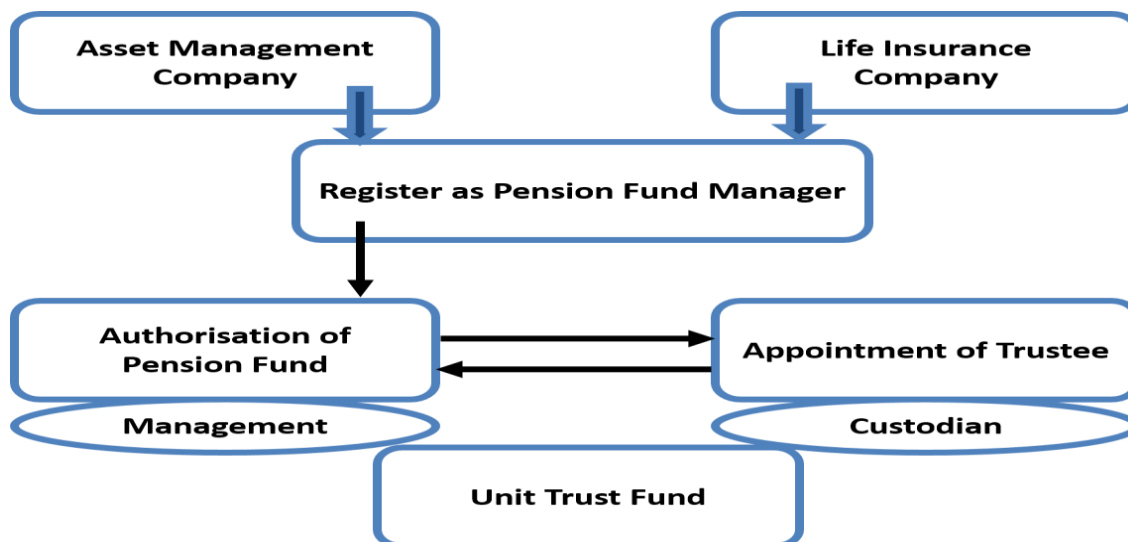 Asset Management
Company
Life Insurance
Company
Register as Pension Fund Manager
Authorisation of
Pension Fund
Appointment of Trustee
Management
Custodian
Unit Trust Fund